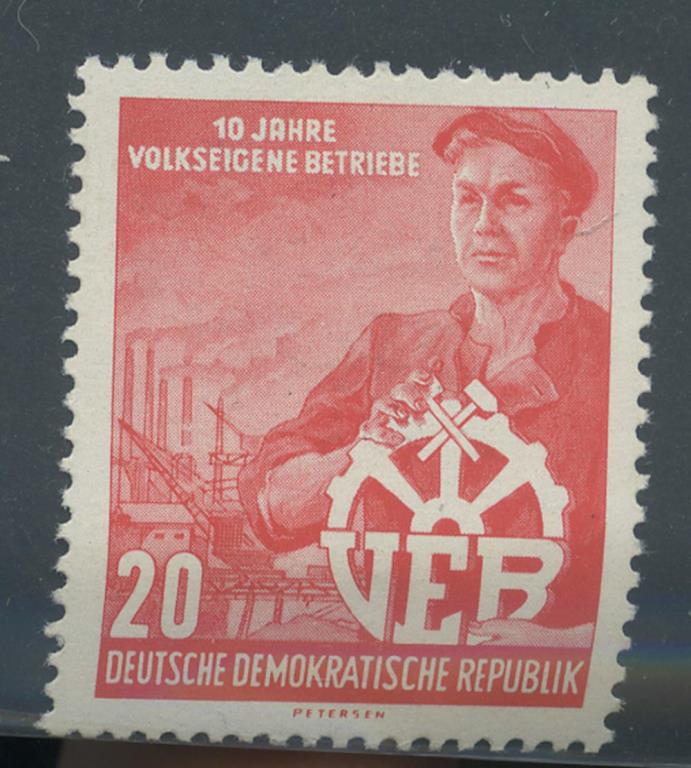 10 JAHRE
VOLKSEIGENE BETRIEBE
VEB
20
DEUTSCHE DEMOKRATISCHE REPUBLIK
PETERSEN